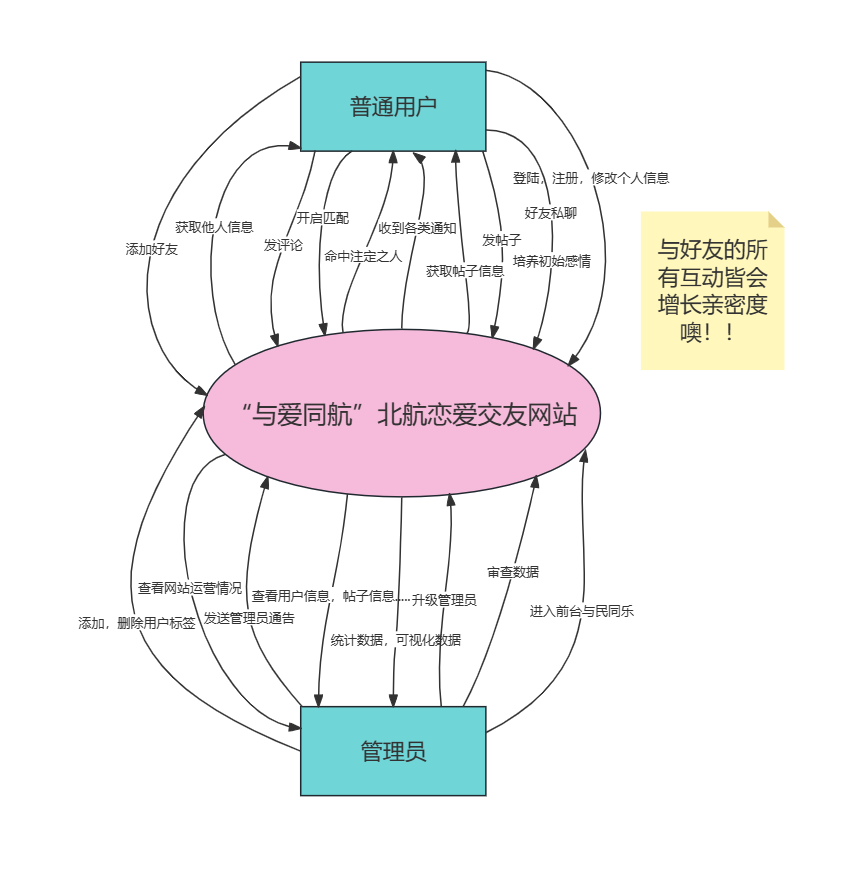 普通用户
登陆，注册，修改个人信息
好友私聊
获取他人信息
开启匹配
收到各类通知
发帖子
添加好友
发评论
命中注定之人
获取帖子信息
培养初始感情
与好友的所
有互动皆会
增长亲密度
噢！！
“与爱同航”北航恋爱交友网站
审查数据
查看网站运营情况
查看用户信息，帖子信息......
升级管理员
进入前台与民同乐
添加，删除用户标签
发送管理员通告
统计数据，可视化数据
管理员